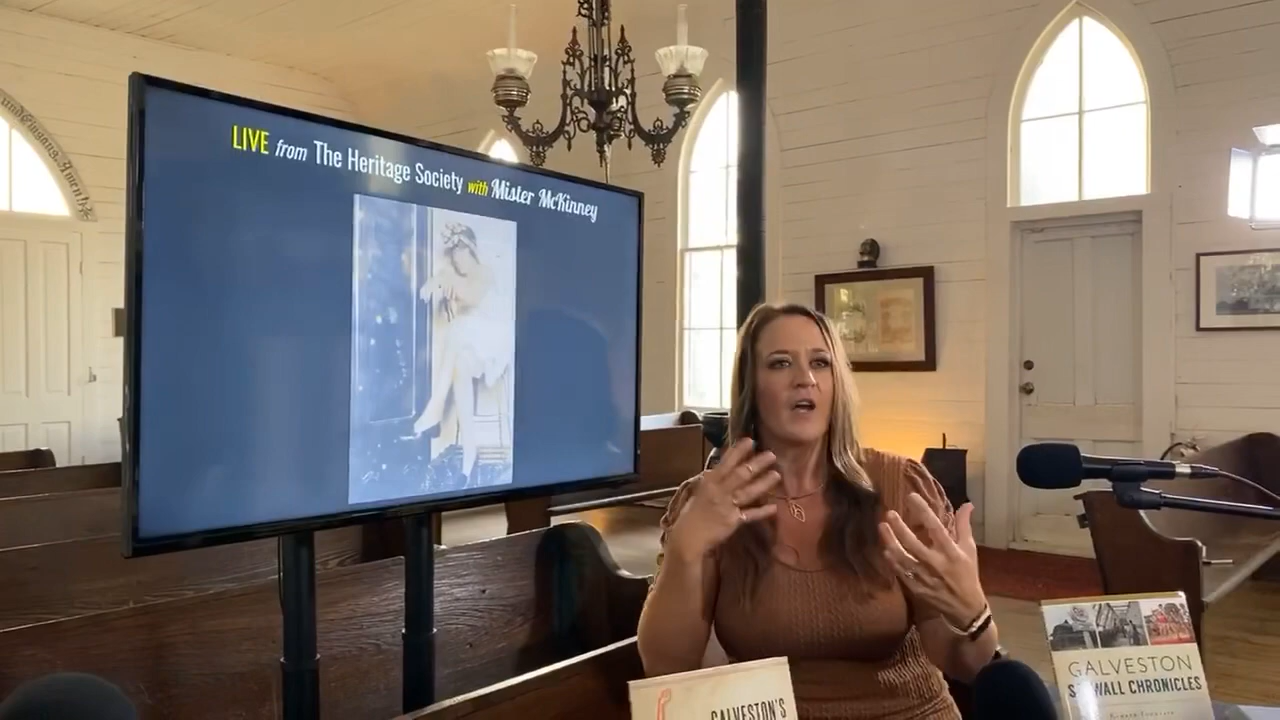 LIVE from The Heritage Society with Mister McKinney
GALVESTON'S
GALVESTON
SEAWALL CHRONICLES